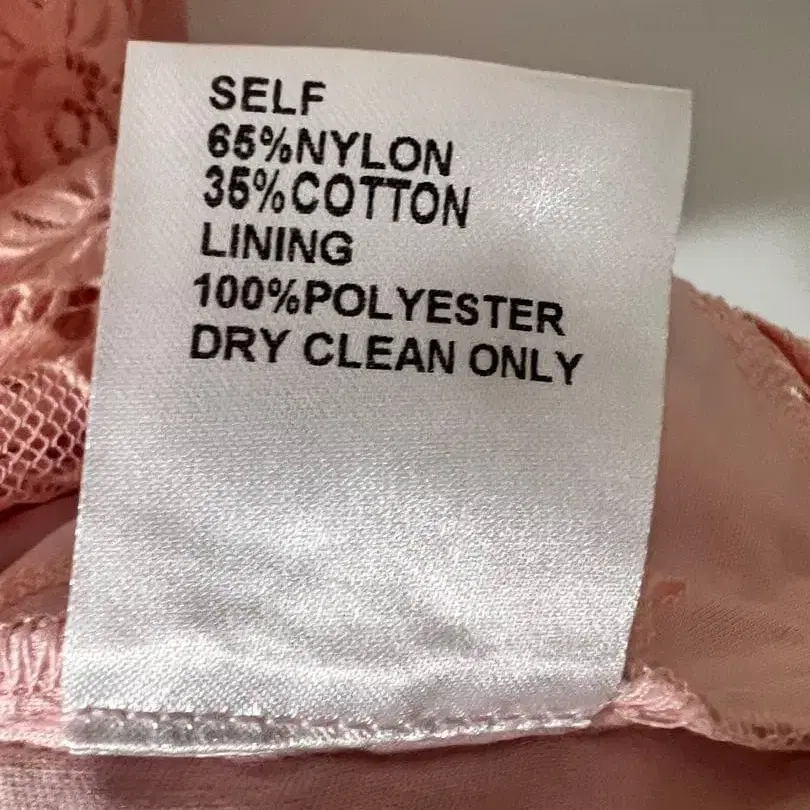 SELF
65%NYLON
35%COTTON
LINING
100%POLYESTER
DRY CLEAN ONLY